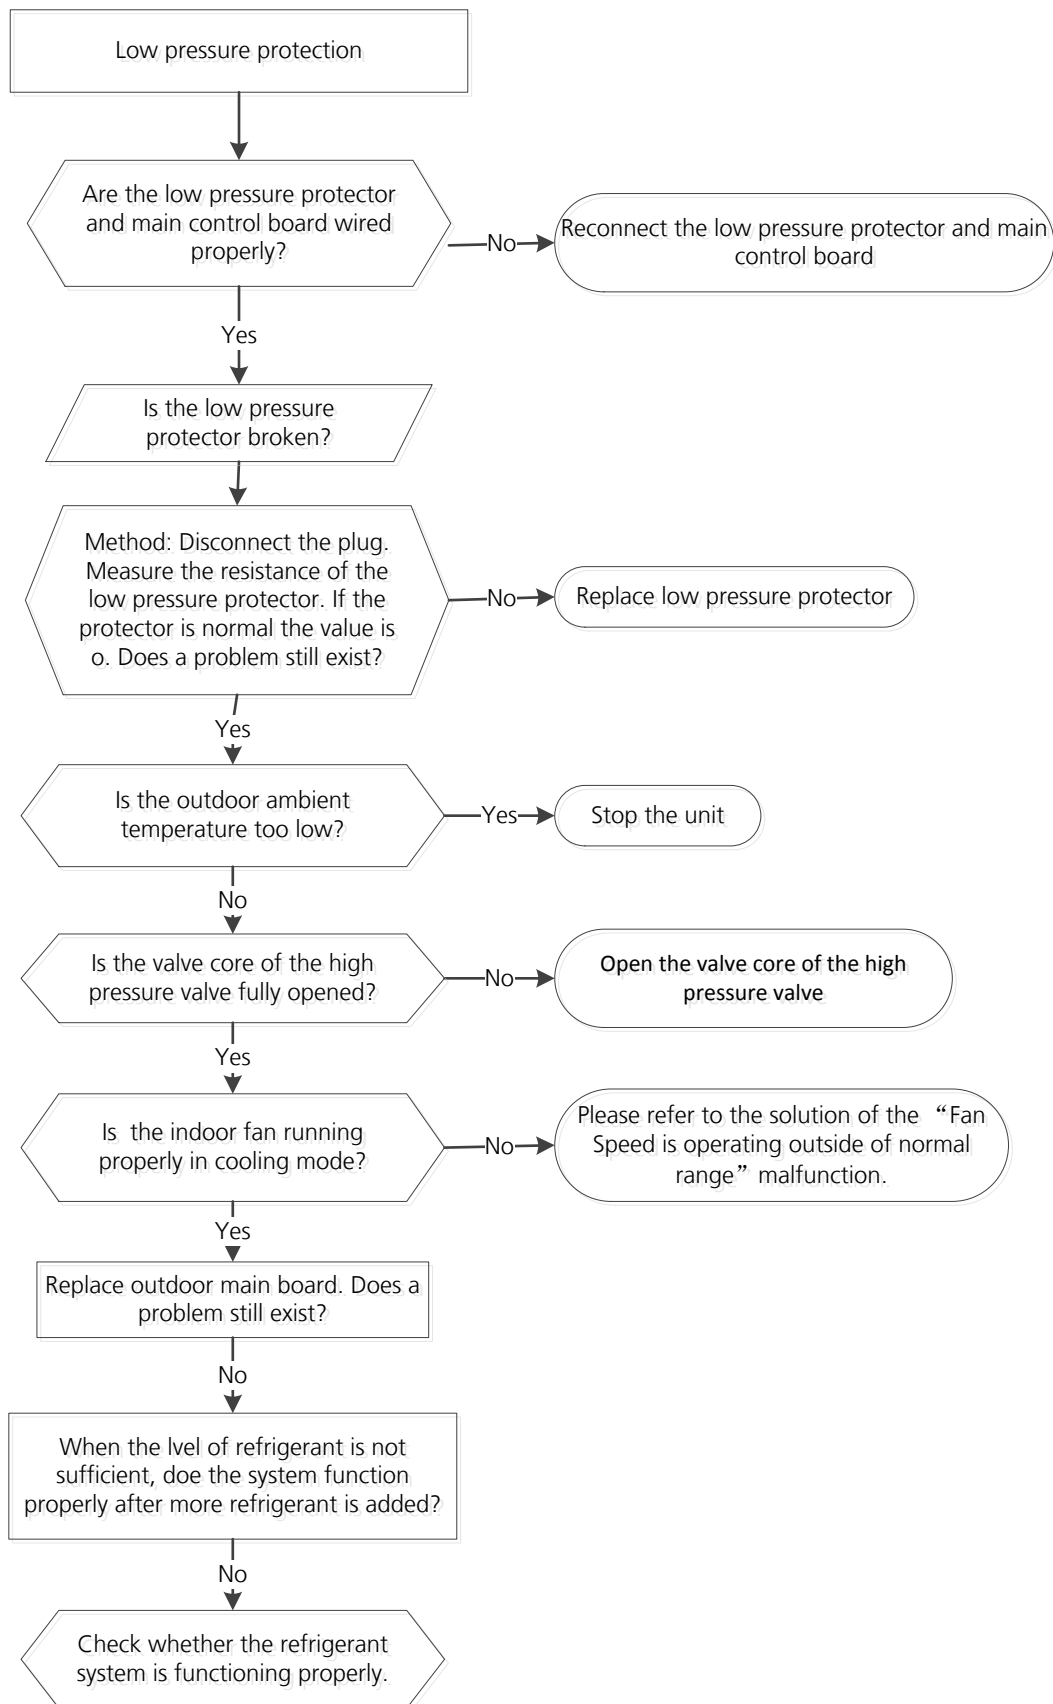 Low pressure protection
Are the low pressure protector
and main control board wired
properly?
No
Reconnect the low pressure protector and main
control board
Yes
Is the low pressure
protector broken?
Method: Disconnect the plug.
Measure the resistance of the
low pressure protector. If the
protector is normal the value is
o. Does a problem still exist?
No
Replace low pressure protector
Yes
Is the outdoor ambient
temperature too low?
Yes
Stop the unit
No
Is the valve core of the high
pressure valve fully opened?
No
Open the valve core of the high
pressure valve
Yes
Is  the indoor fan running
properly in cooling mode?
No
Please refer to the solution of the “Fan
Speed is operating outside of normal
range” malfunction.
Yes
Replace outdoor main board. Does a
problem still exist?
No
When the lvel of refrigerant is not
sufficient, doe the system function
properly after more refrigerant is added?
No
Check whether the refrigerant
system is functioning properly.